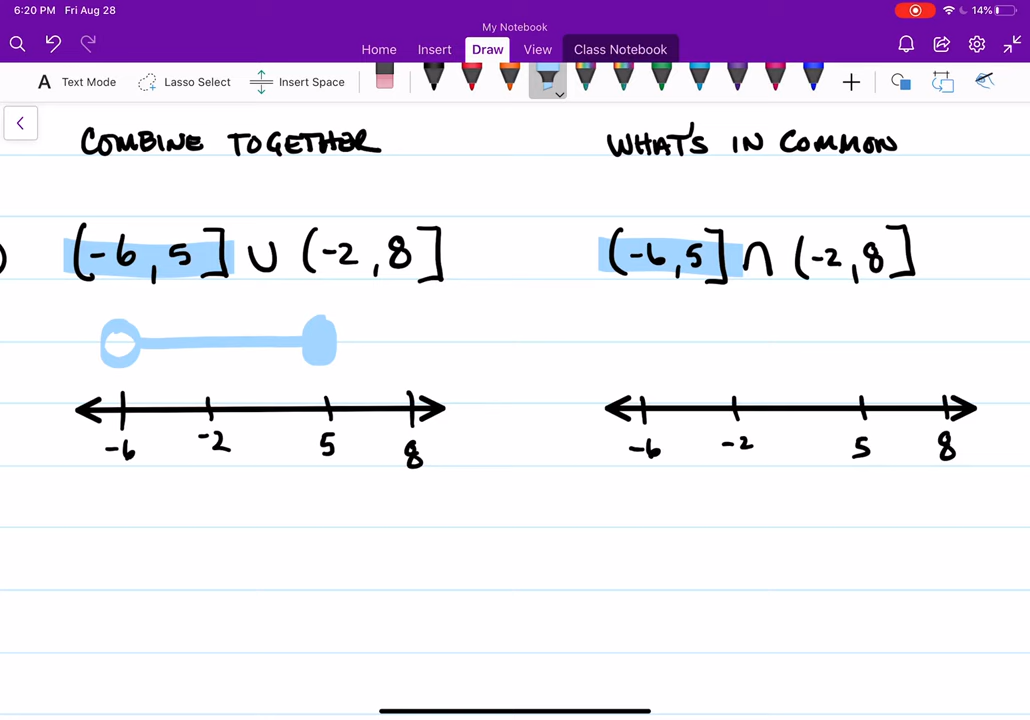 6:20 PM Fri Aug 28 14%
My Notebook
Home Insert Draw View Class Notebook
A Text Mode Lasso Select Insert Space
COMBINE TOGETHER WHAT'S IN COMMON
) (-6,5] ∪ (-2,8] (-6,5] ∩ (-2,8]
-6 -2 5 8 -6 -2 5 8